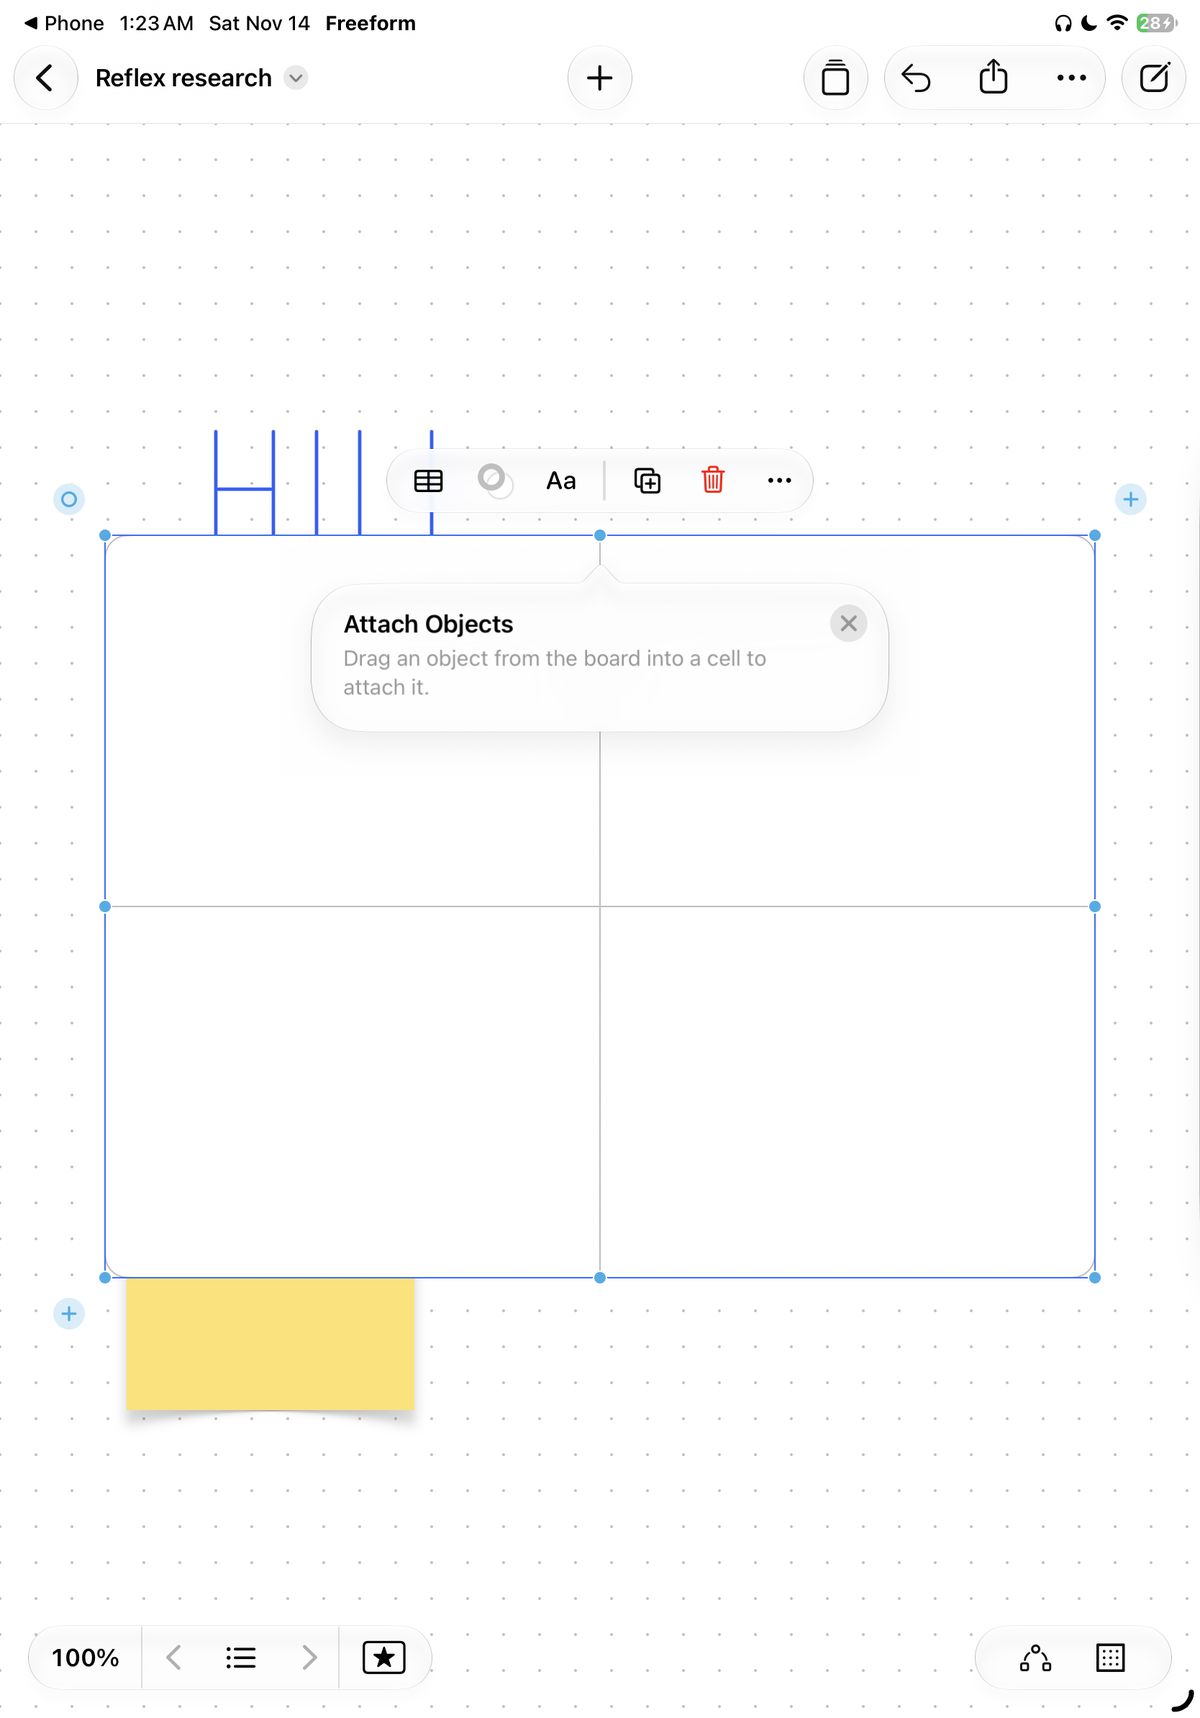 ◀ Phone 1:23 AM Sat Nov 14 Freeform 28
Reflex research
Aa
Attach Objects
Drag an object from the board into a cell to
attach it.
100%